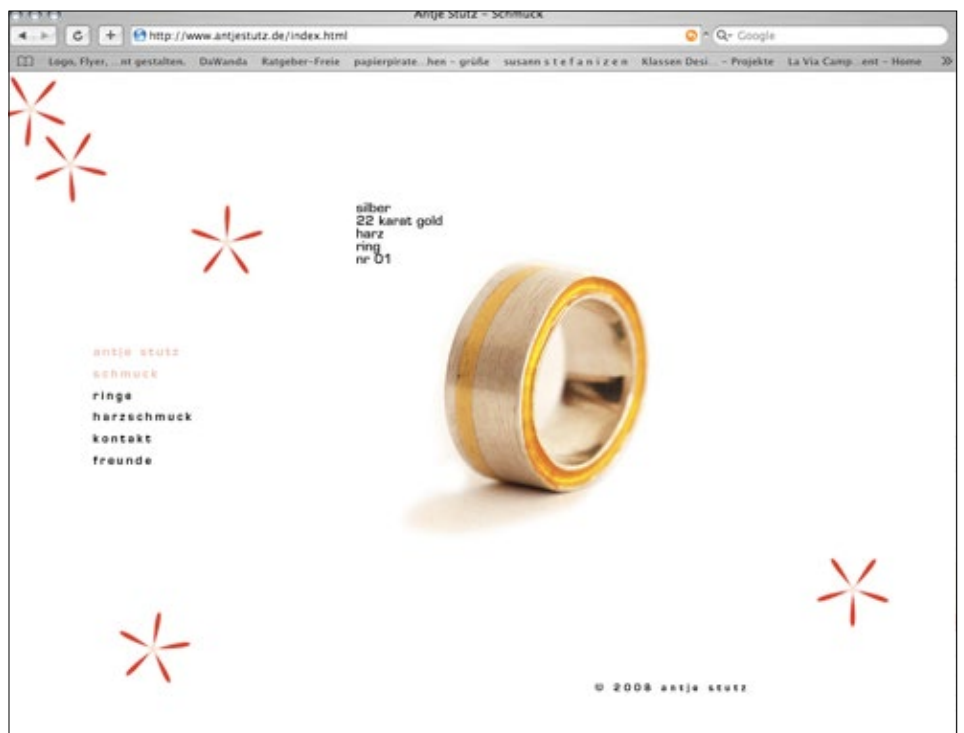 Antje Stutz – Schmuck
http://www.antjestutz.de/index.html
Google
Logo, Flyer, ...nt gestalten. DaWanda Ratgeber-Freie papierpirate...hen – grüße susann s t e f a n i z e n Klassen Desi... – Projekte La Via Camp...ent – Home
silber
22 karat gold
harz
ring
nr 01
antje stutz
schmuck
ringe
harzschmuck
kontakt
freunde
© 2008 antje stutz